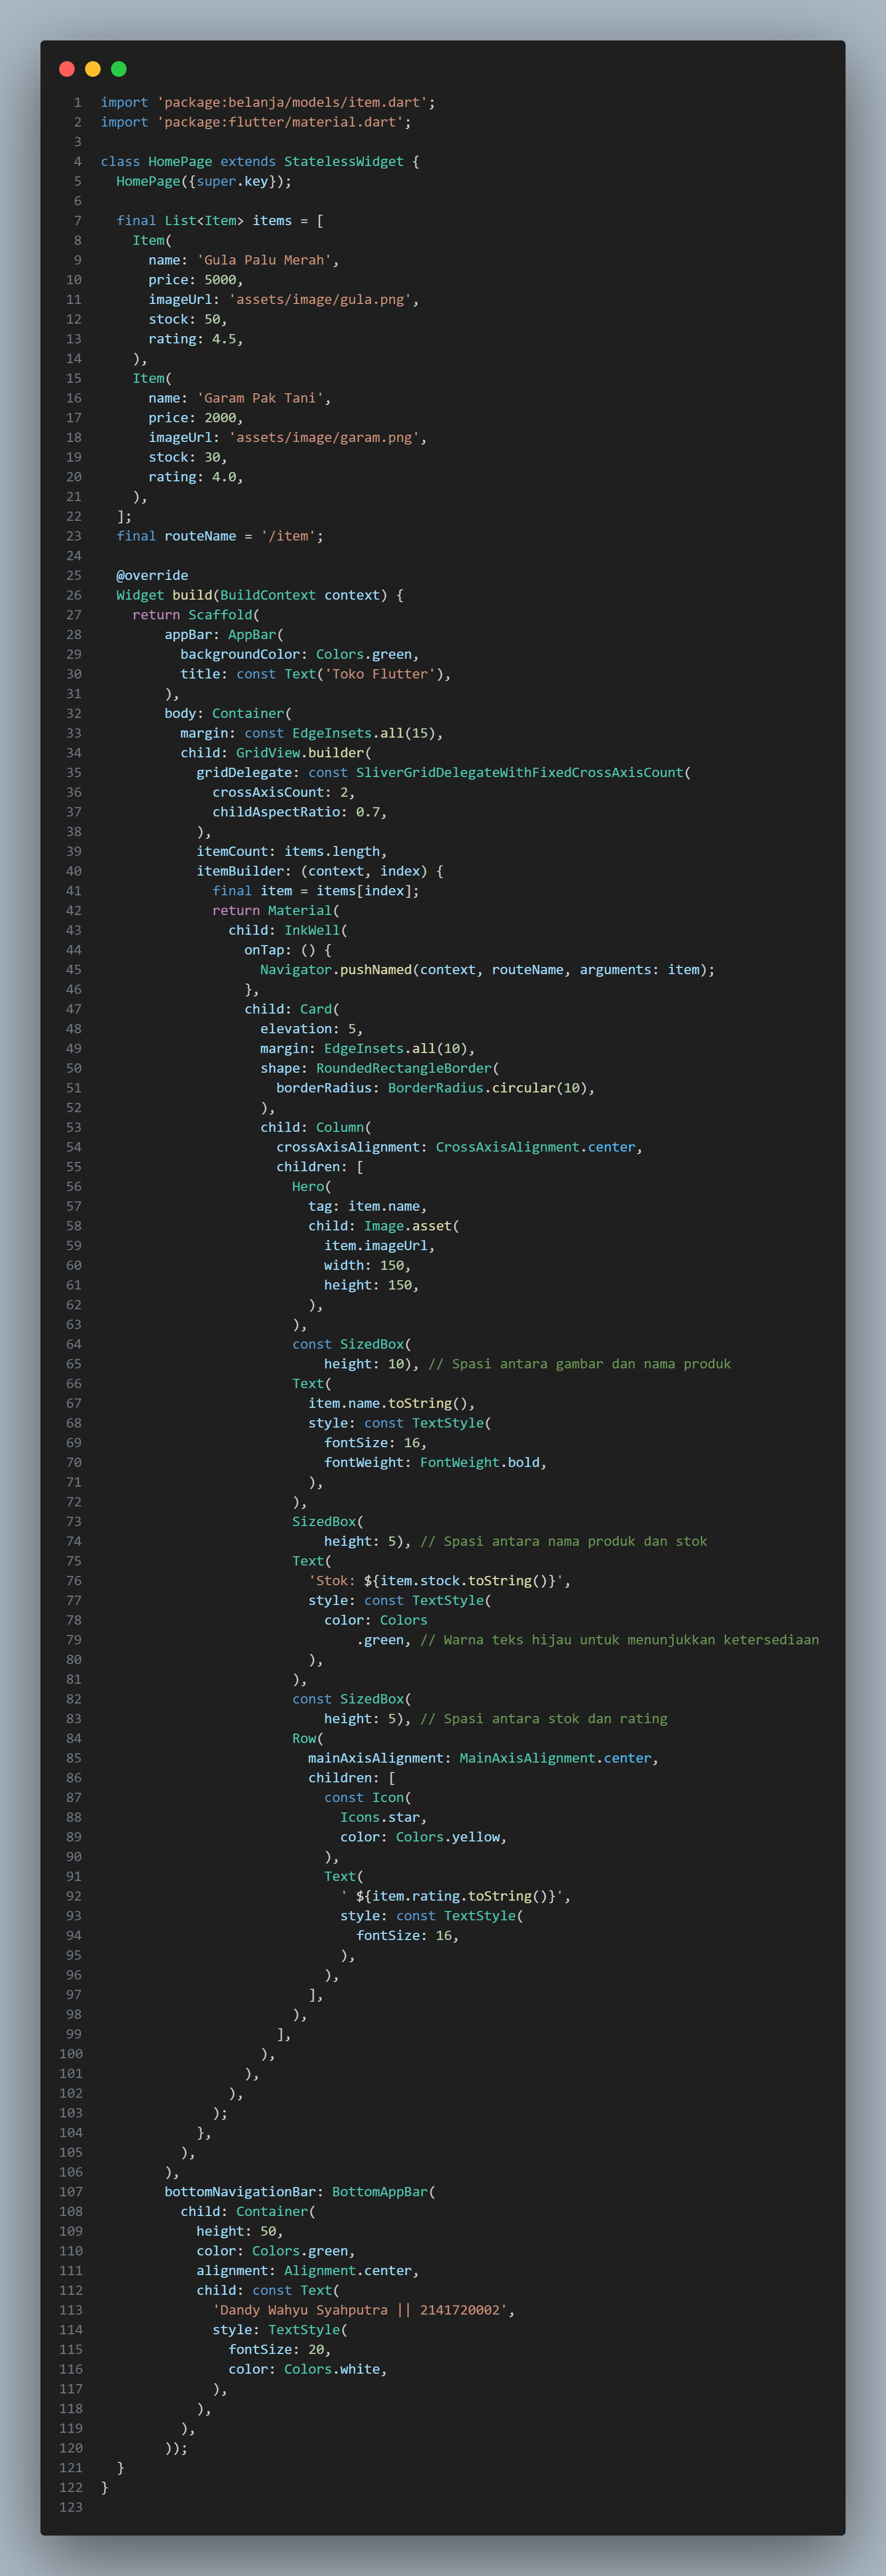 1 import 'package:belanja/models/item.dart';
2 import 'package:flutter/material.dart';
3
4 class HomePage extends StatelessWidget {
5   HomePage({super.key});
6
7   final List<Item> items = [
8     Item(
9       name: 'Gula Palu Merah',
10       price: 5000,
11       imageUrl: 'assets/image/gula.png',
12       stock: 50,
13       rating: 4.5,
14     ),
15     Item(
16       name: 'Garam Pak Tani',
17       price: 2000,
18       imageUrl: 'assets/image/garam.png',
19       stock: 30,
20       rating: 4.0,
21     ),
22   ];
23   final routeName = '/item';
24
25   @override
26   Widget build(BuildContext context) {
27     return Scaffold(
28         appBar: AppBar(
29           backgroundColor: Colors.green,
30           title: const Text('Toko Flutter'),
31         ),
32         body: Container(
33           margin: const EdgeInsets.all(15),
34           child: GridView.builder(
35             gridDelegate: const SliverGridDelegateWithFixedCrossAxisCount(
36               crossAxisCount: 2,
37               childAspectRatio: 0.7,
38             ),
39             itemCount: items.length,
40             itemBuilder: (context, index) {
41               final item = items[index];
42               return Material(
43                 child: InkWell(
44                   onTap: () {
45                     Navigator.pushNamed(context, routeName, arguments: item);
46                   },
47                   child: Card(
48                     elevation: 5,
49                     margin: EdgeInsets.all(10),
50                     shape: RoundedRectangleBorder(
51                       borderRadius: BorderRadius.circular(10),
52                     ),
53                     child: Column(
54                       crossAxisAlignment: CrossAxisAlignment.center,
55                       children: [
56                         Hero(
57                           tag: item.name,
58                           child: Image.asset(
59                             item.imageUrl,
60                             width: 150,
61                             height: 150,
62                           ),
63                         ),
64                         const SizedBox(
65                             height: 10), // Spasi antara gambar dan nama produk
66                         Text(
67                           item.name.toString(),
68                           style: const TextStyle(
69                             fontSize: 16,
70                             fontWeight: FontWeight.bold,
71                           ),
72                         ),
73                         SizedBox(
74                             height: 5), // Spasi antara nama produk dan stok
75                         Text(
76                           'Stok: ${item.stock.toString()}',
77                           style: const TextStyle(
78                             color: Colors
79                                 .green, // Warna teks hijau untuk menunjukkan ketersediaan
80                           ),
81                         ),
82                         const SizedBox(
83                             height: 5), // Spasi antara stok dan rating
84                         Row(
85                           mainAxisAlignment: MainAxisAlignment.center,
86                           children: [
87                             const Icon(
88                               Icons.star,
89                               color: Colors.yellow,
90                             ),
91                             Text(
92                               ' ${item.rating.toString()}',
93                               style: const TextStyle(
94                                 fontSize: 16,
95                               ),
96                             ),
97                           ],
98                         ),
99                       ],
100                     ),
101                   ),
102                 ),
103               );
104             },
105           ),
106         ),
107         bottomNavigationBar: BottomAppBar(
108           child: Container(
109             height: 50,
110             color: Colors.green,
111             alignment: Alignment.center,
112             child: const Text(
113               'Dandy Wahyu Syahputra || 2141720002',
114               style: TextStyle(
115                 fontSize: 20,
116                 color: Colors.white,
117               ),
118             ),
119           ),
120         ));
121   }
122 }
123